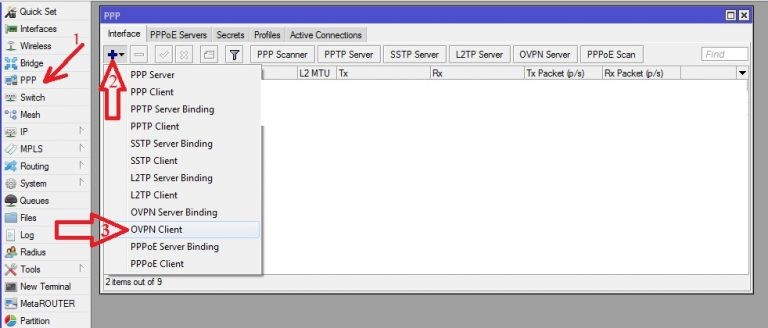 Quick Set
Interfaces
Wireless
Bridge
PPP
Switch
Mesh
IP
MPLS
Routing
System
Queues
Files
Log
Radius
Tools
New Terminal
MetaROUTER
Partition
1
PPP
Interface PPPoE Servers Secrets Profiles Active Connections
PPP Scanner PPTP Server SSTP Server L2TP Server OVPN Server PPPoE Scan Find
2
L2 MTU Tx Rx Tx Packet (p/s) Rx Packet (p/s)
PPP Server
PPP Client
PPTP Server Binding
PPTP Client
SSTP Server Binding
SSTP Client
L2TP Server Binding
L2TP Client
OVPN Server Binding
3
OVPN Client
PPPoE Server Binding
PPPoE Client
2 items out of 9